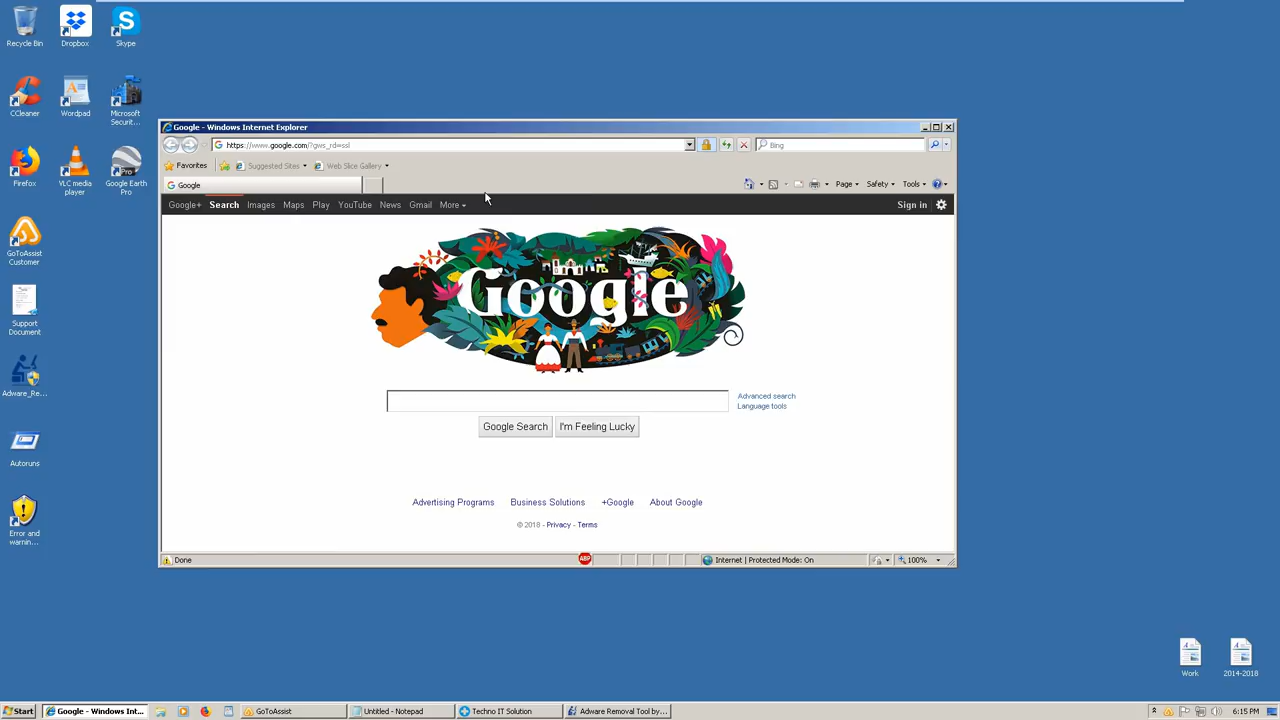 Recycle Bin
Dropbox
Skype
CCleaner
Wordpad
Microsoft
Securit...
Firefox
VLC media
player
Google Earth
Pro
GoToAssist
Customer
Support
Document
Adware_Re...
Autoruns
Error and
warnin...
Google - Windows Internet Explorer
https://www.google.com/?gws_rd=ssl
Bing
Favorites
Suggested Sites
Web Slice Gallery
Google
Page
Safety
Tools
Google+ Search Images Maps Play YouTube News Gmail More
Sign in
Google
Advanced search
Language tools
Google Search
I'm Feeling Lucky
Advertising Programs
Business Solutions
+Google
About Google
© 2018 - Privacy - Terms
Done
ABP
Internet | Protected Mode: On
100%
Work
2014-2018
Start
Google - Windows Int...
GoToAssist
Untitled - Notepad
Techno IT Solution
Adware Removal Tool by...
6:15 PM